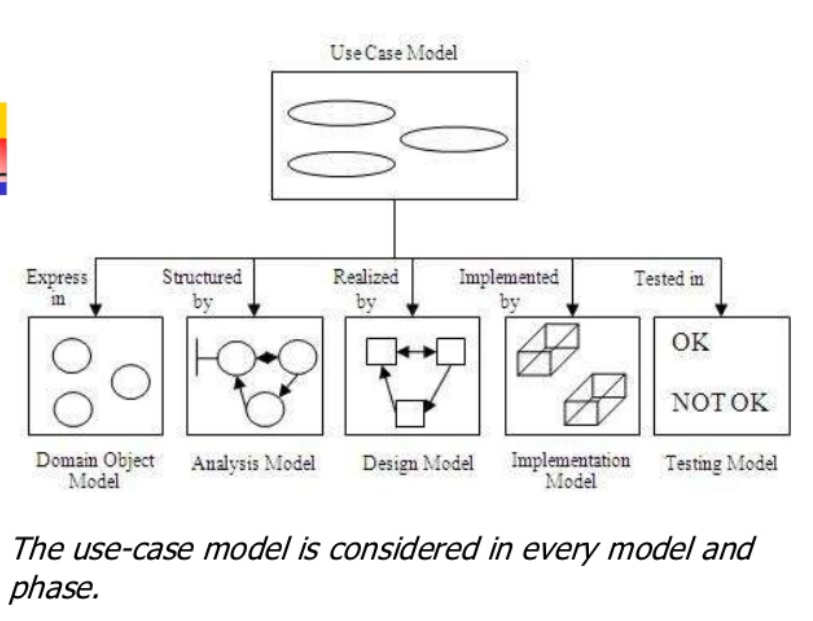 Use Case Model
Express
in
Structured
by
Realized
by
Implemented
by
Tested in
OK
NOT OK
Domain Object
Model
Analysis Model
Design Model
Implementation
Model
Testing Model
The use-case model is considered in every model and
phase.